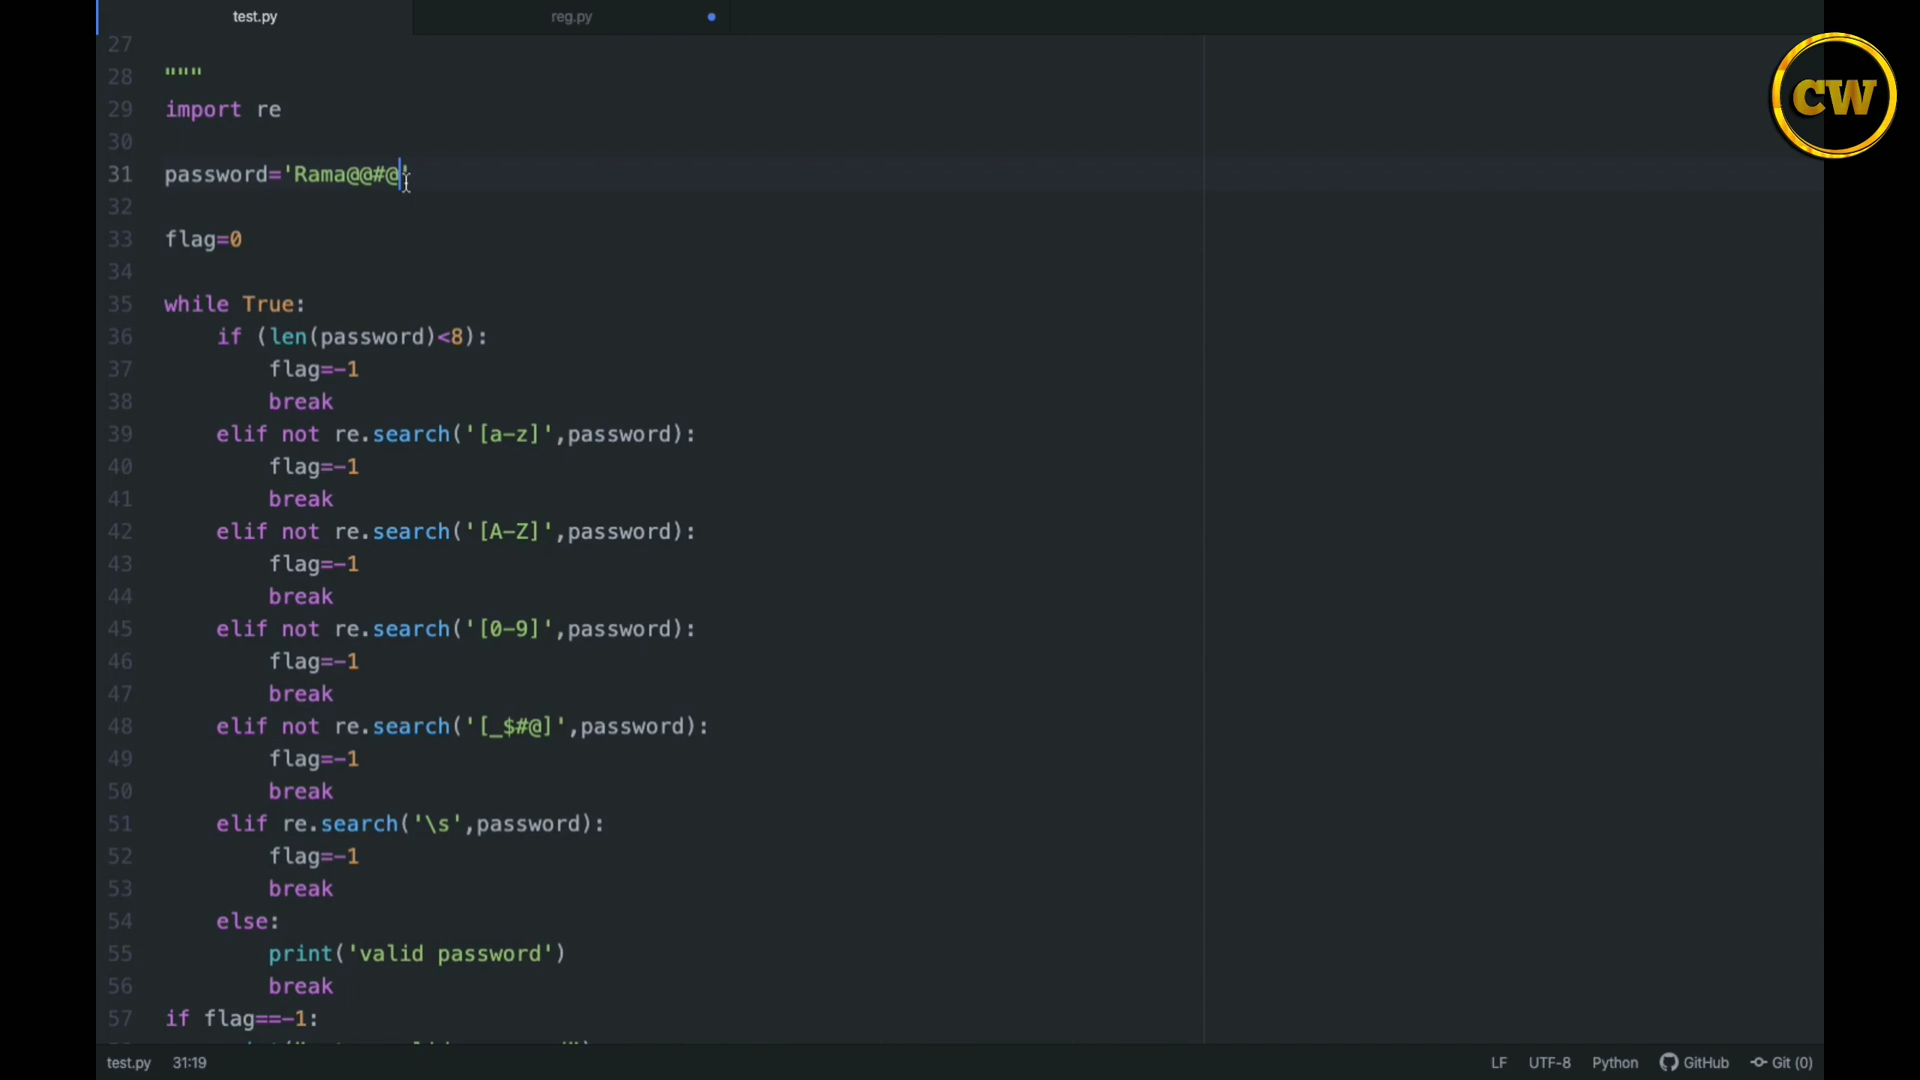 test.py
reg.py
CW
27
28 """
29 import re
30
31 password='Rama@@#@'
32
33 flag=0
34
35 while True:
36 if (len(password)<8):
37 flag=-1
38 break
39 elif not re.search('[a-z]',password):
40 flag=-1
41 break
42 elif not re.search('[A-Z]',password):
43 flag=-1
44 break
45 elif not re.search('[0-9]',password):
46 flag=-1
47 break
48 elif not re.search('[_$#@]',password):
49 flag=-1
50 break
51 elif re.search('\s',password):
52 flag=-1
53 break
54 else:
55 print('valid password')
56 break
57 if flag==-1:
test.py 31:19 LF UTF-8 Python GitHub Git (0)